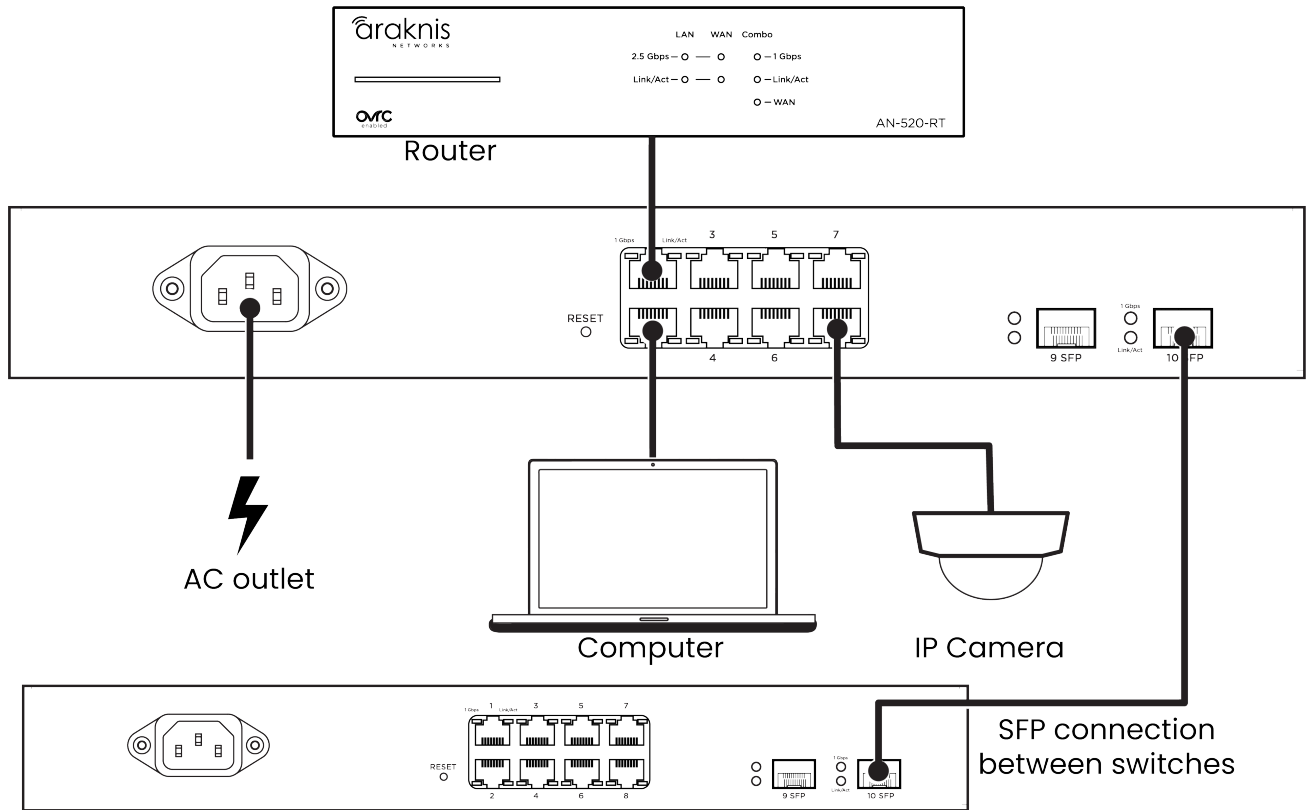 araknis
NETWORKS
LAN WAN Combo
2.5 Gbps 1 Gbps
Link/Act Link/Act
WAN
OvrC
enabled
AN-520-RT
Router
1 Gbps Link/Act 3 5 7
RESET
4 6
9 SFP
1 Gbps
Link/Act
10 SFP
AC outlet
Computer
IP Camera
1 Gbps 1 Link/Act 3 5 7
RESET
2 4 6 8
9 SFP
1 Gbps
Link/Act
10 SFP
SFP connection
between switches